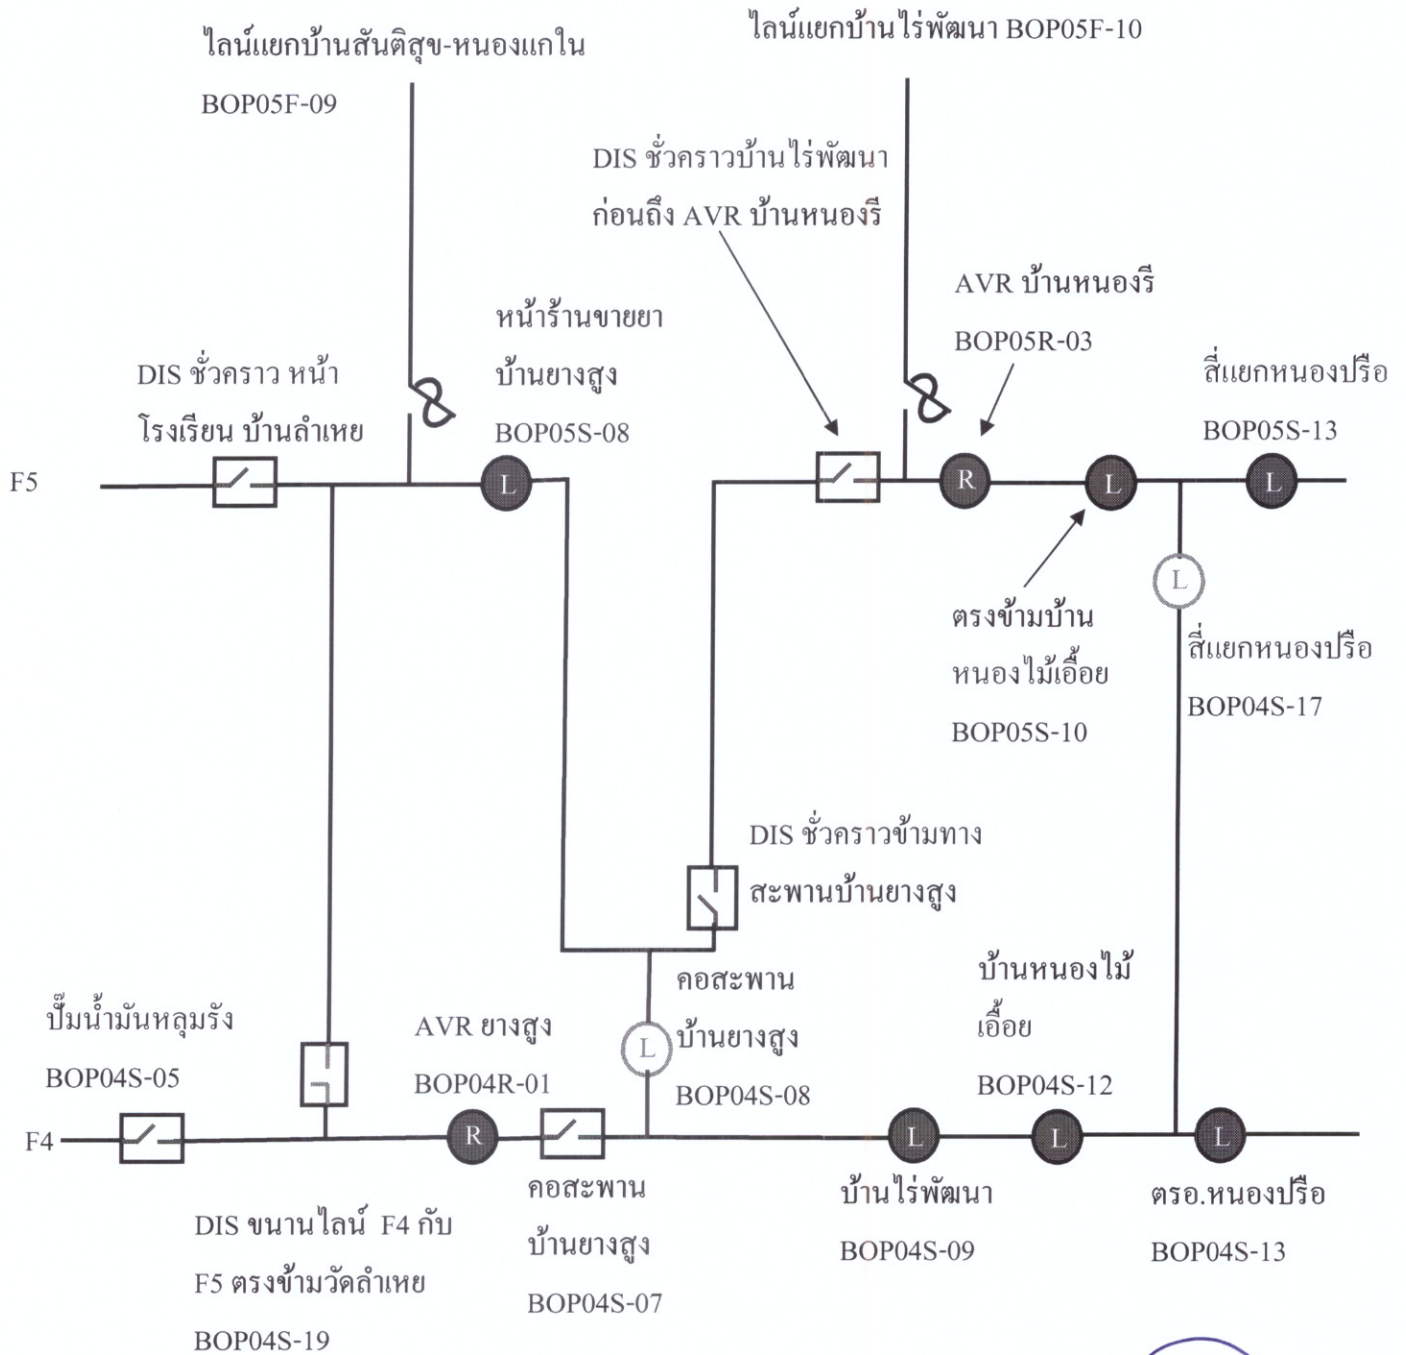 ไลน์แยกบ้านสันติสุข-หนองแกใน
BOP05F-09
ไลน์แยกบ้านไร่พัฒนา BOP05F-10
DIS ชั่วคราวบ้านไร่พัฒนา
ก่อนถึง AVR บ้านหนองรี
AVR บ้านหนองรี
BOP05R-03
หน้าร้านขายยา
บ้านยางสูง
BOP05S-08
DIS ชั่วคราว หน้า
โรงเรียน บ้านลำเหย
สี่แยกหนองปรือ
BOP05S-13
F5
L
R
L
L
L
ตรงข้ามบ้าน
หนองไม้เอื้อย
BOP05S-10
สี่แยกหนองปรือ
BOP04S-17
DIS ชั่วคราวข้ามทาง
สะพานบ้านยางสูง
คอสะพาน
บ้านยางสูง
BOP04S-08
L
บ้านหนองไม้
เอื้อย
BOP04S-12
ปั๊มน้ำมันหลุมรัง
BOP04S-05
AVR ยางสูง
BOP04R-01
F4
R
L
L
L
คอสะพาน
บ้านยางสูง
BOP04S-07
บ้านไร่พัฒนา
BOP04S-09
ตรอ.หนองปรือ
BOP04S-13
DIS ขนานไลน์ F4 กับ
F5 ตรงข้ามวัดลำเหย
BOP04S-19